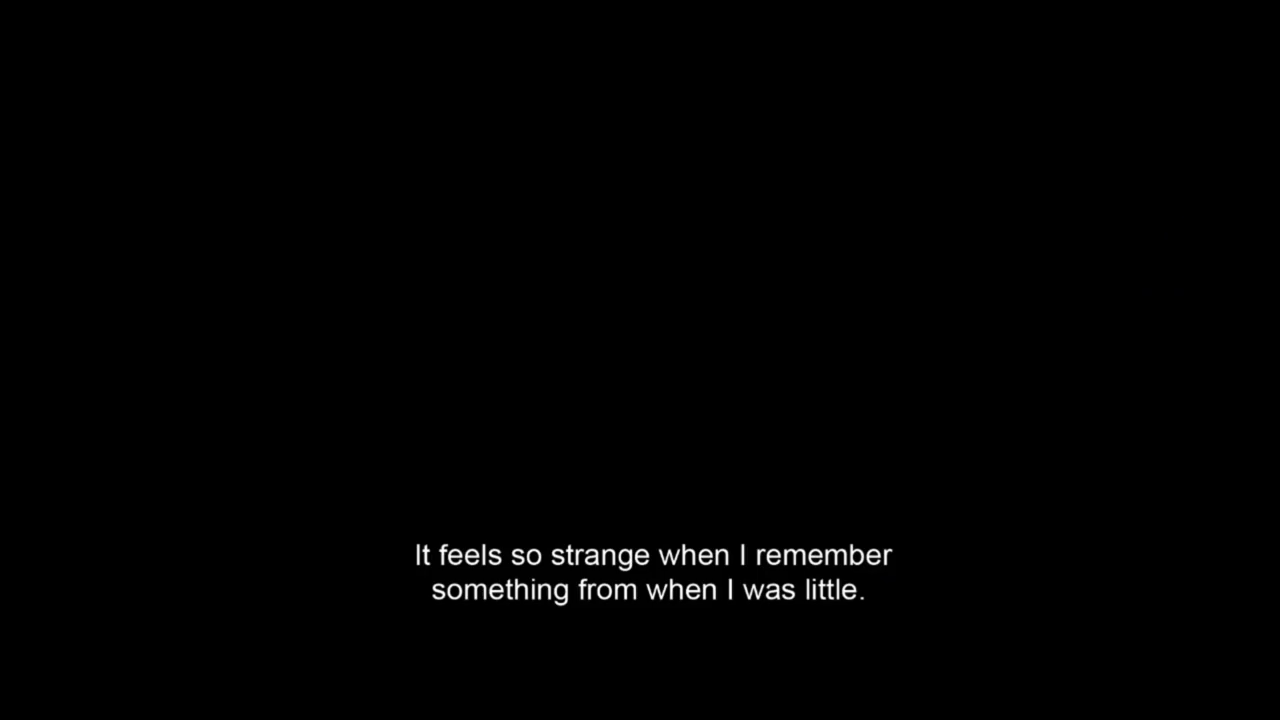 It feels so strange when I remember
something from when I was little.